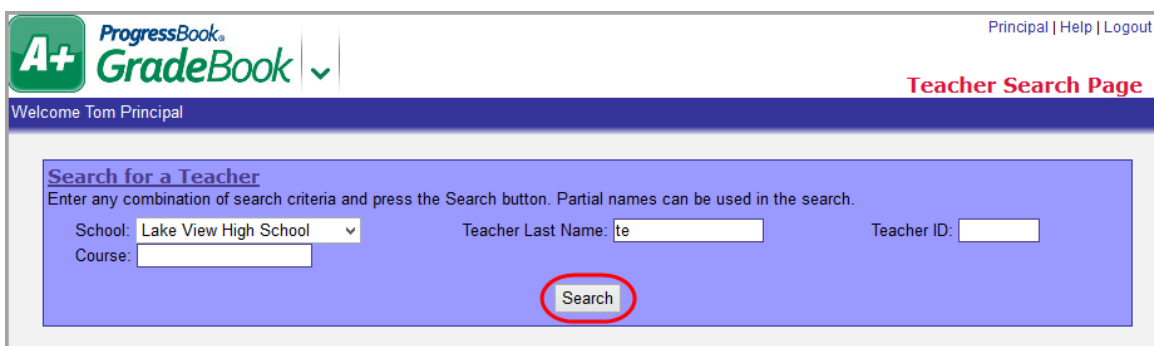 Principal | Help | Logout
A+ ProgressBook®
GradeBook
Teacher Search Page
Welcome Tom Principal
Search for a Teacher
Enter any combination of search criteria and press the Search button. Partial names can be used in the search.
School: Lake View High School Teacher Last Name: te Teacher ID:
Course:
Search